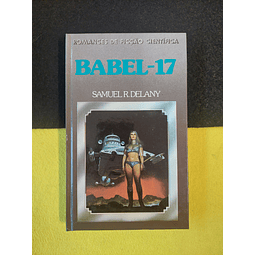 ROMANCES DE FICÇÃO CIENTÍFICA
BABEL-17
SAMUEL R. DELANY